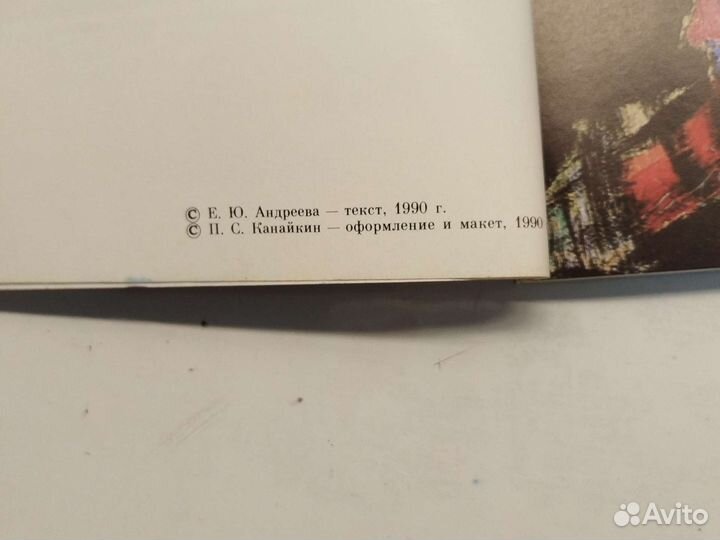 © Е. Ю. Андреева — текст, 1990 г.
© П. С. Канайкин — оформление и макет, 1990
Avito